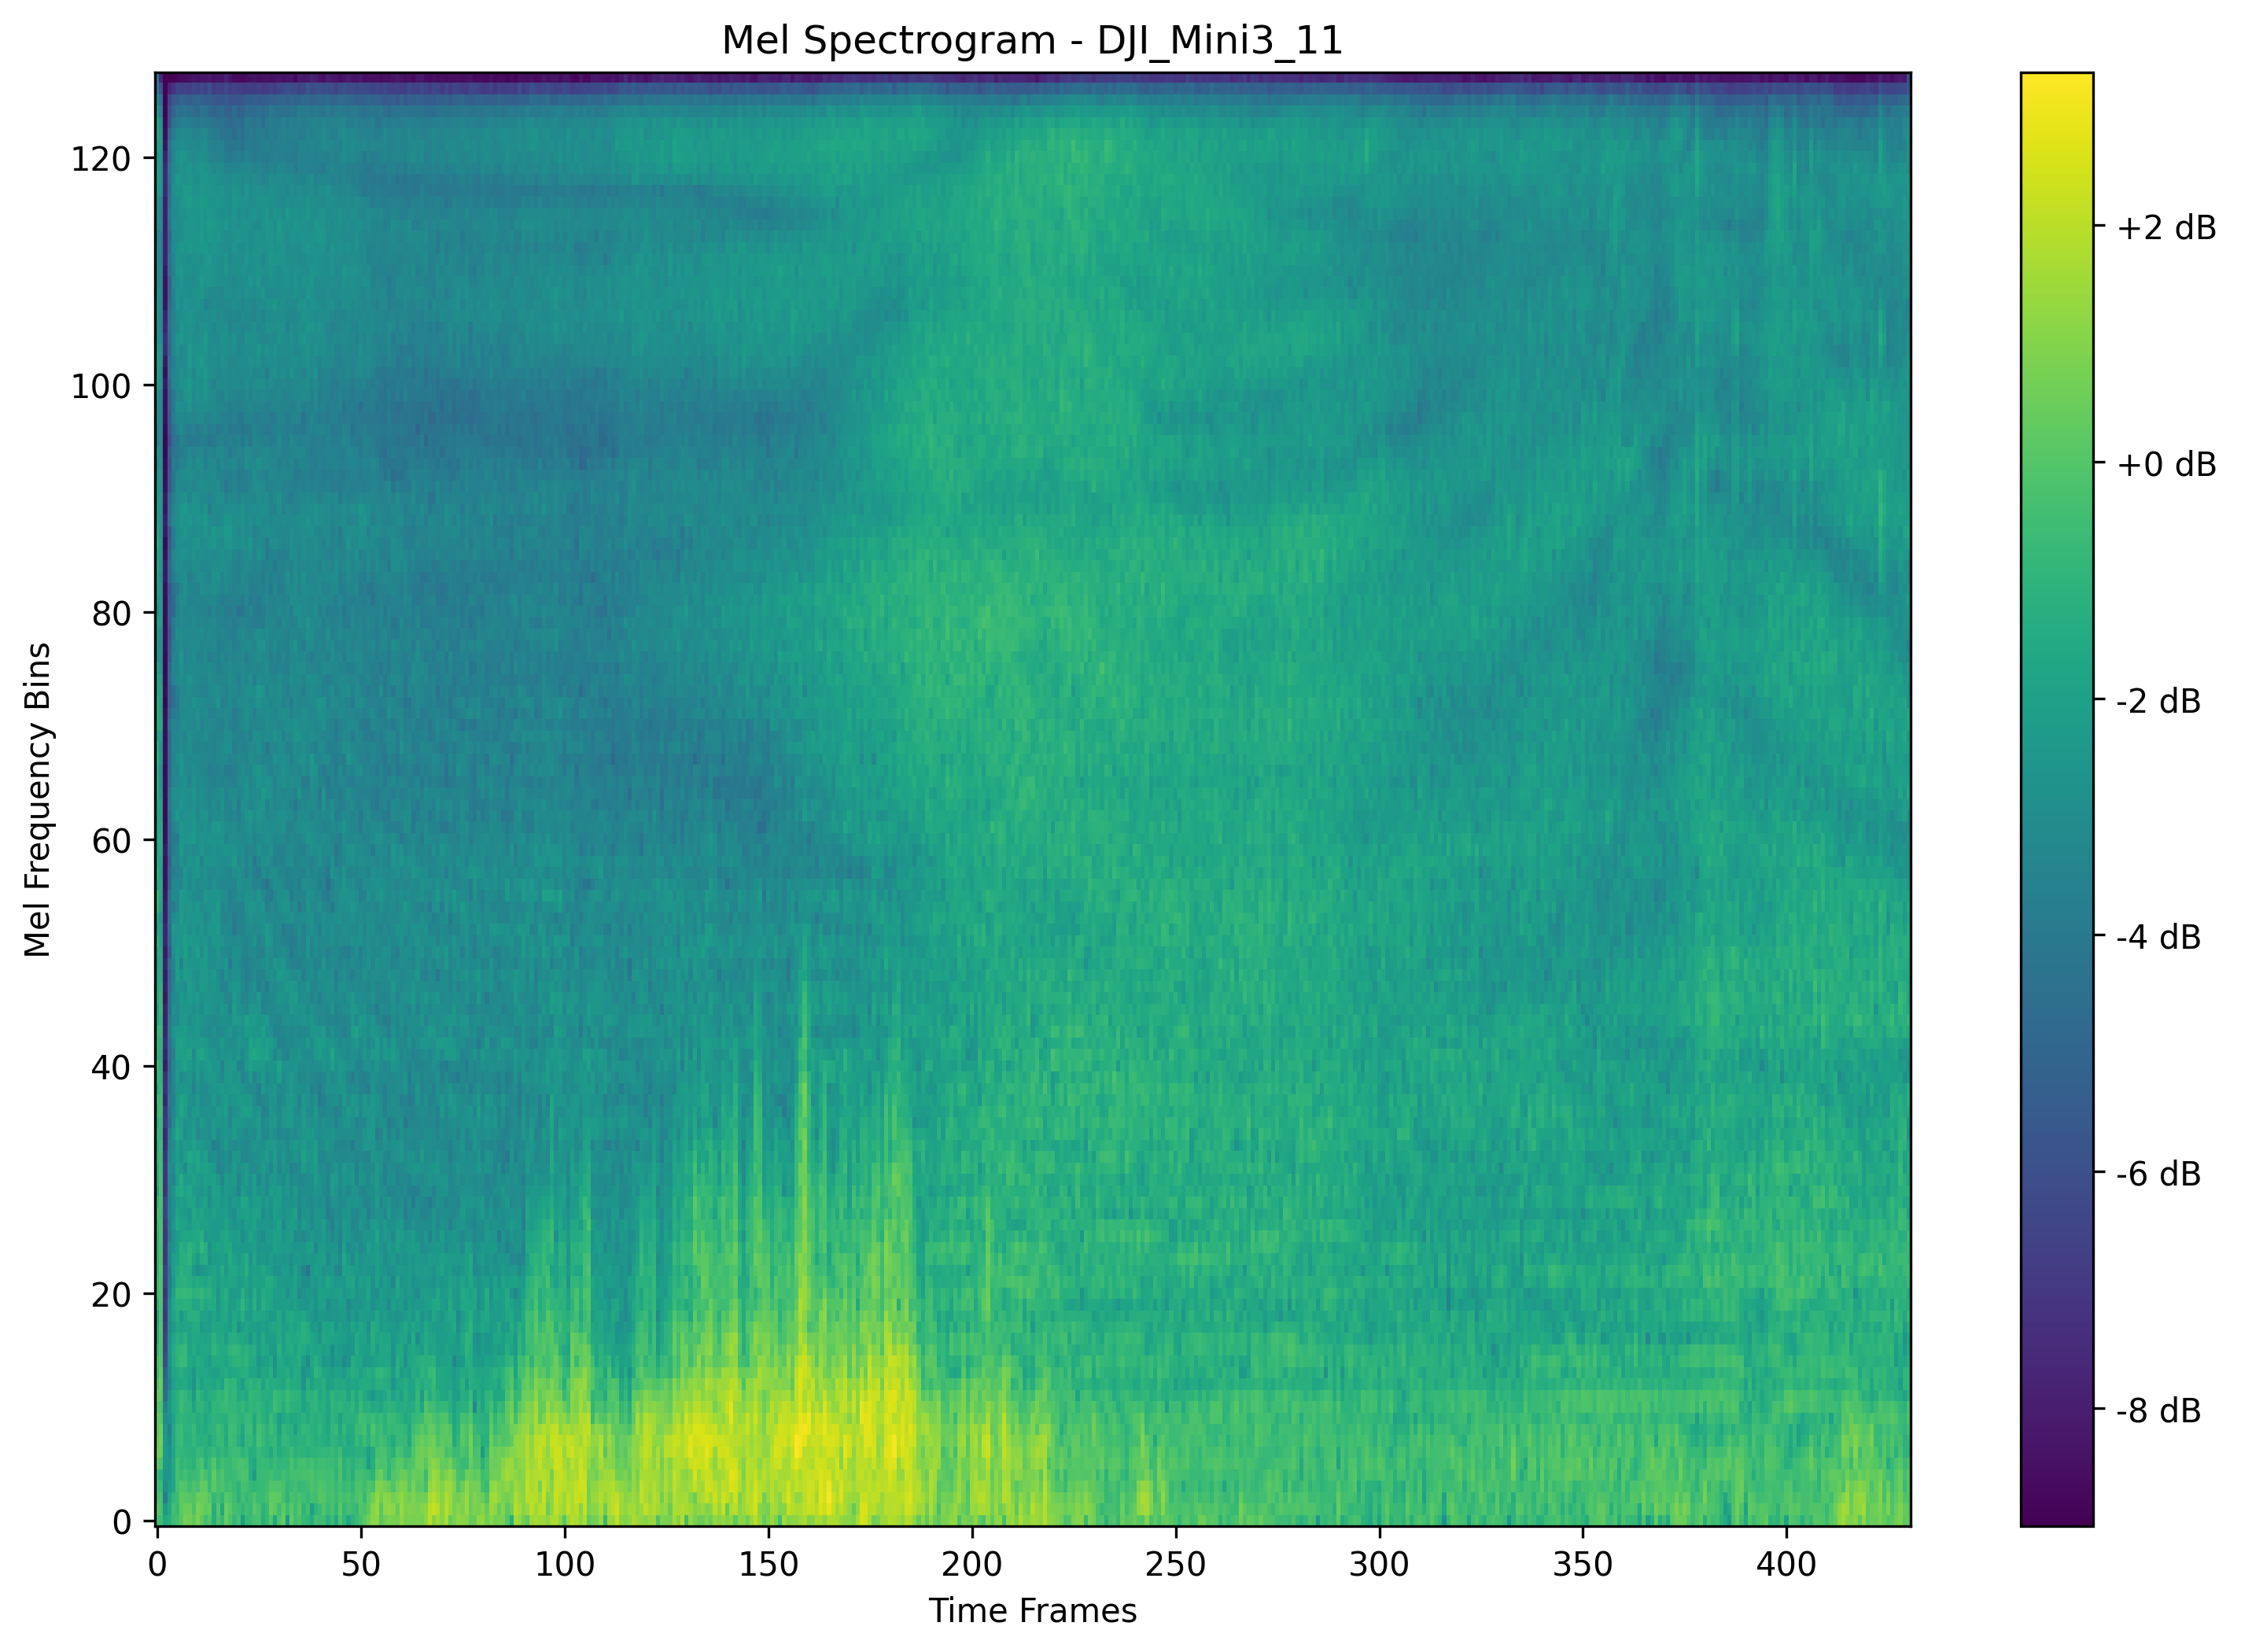 Mel Spectrogram - DJI_Mini3_11
Mel Frequency Bins
120
100
80
60
40
20
0
0 50 100 150 200 250 300 350 400
Time Frames
+2 dB
+0 dB
-2 dB
-4 dB
-6 dB
-8 dB